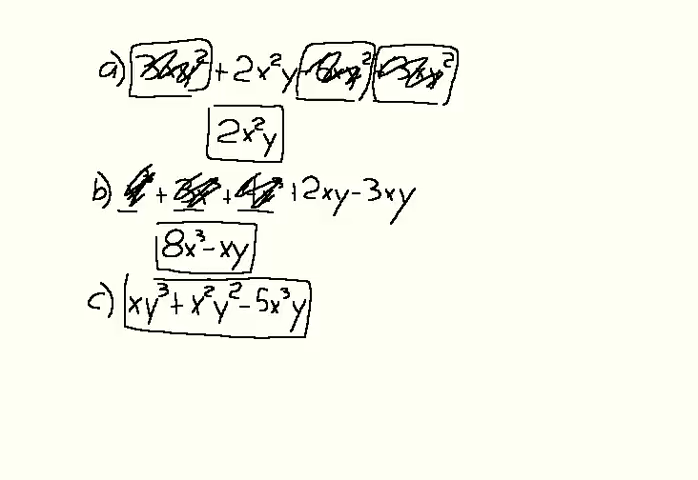 a) + 2x²y
2x²y
b) + + + 2xy - 3xy
8x³ - xy
c) xy³ + x²y² - 5x³y